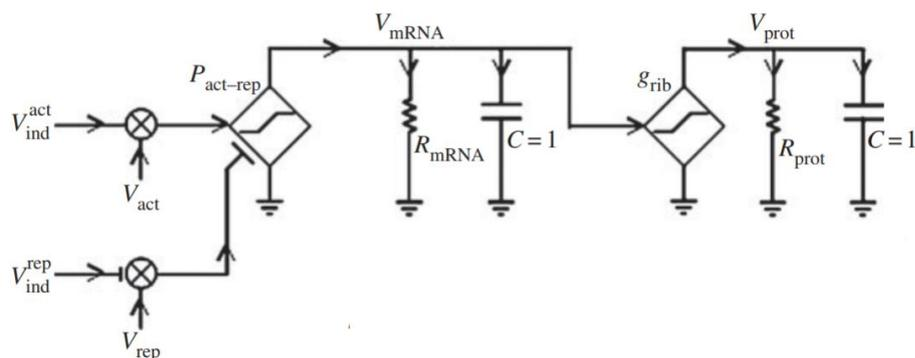 V_mRNA
V_prot
P_act–rep
g_rib
V_ind^act
R_mRNA
C = 1
R_prot
C = 1
V_act
V_ind^rep
V_rep